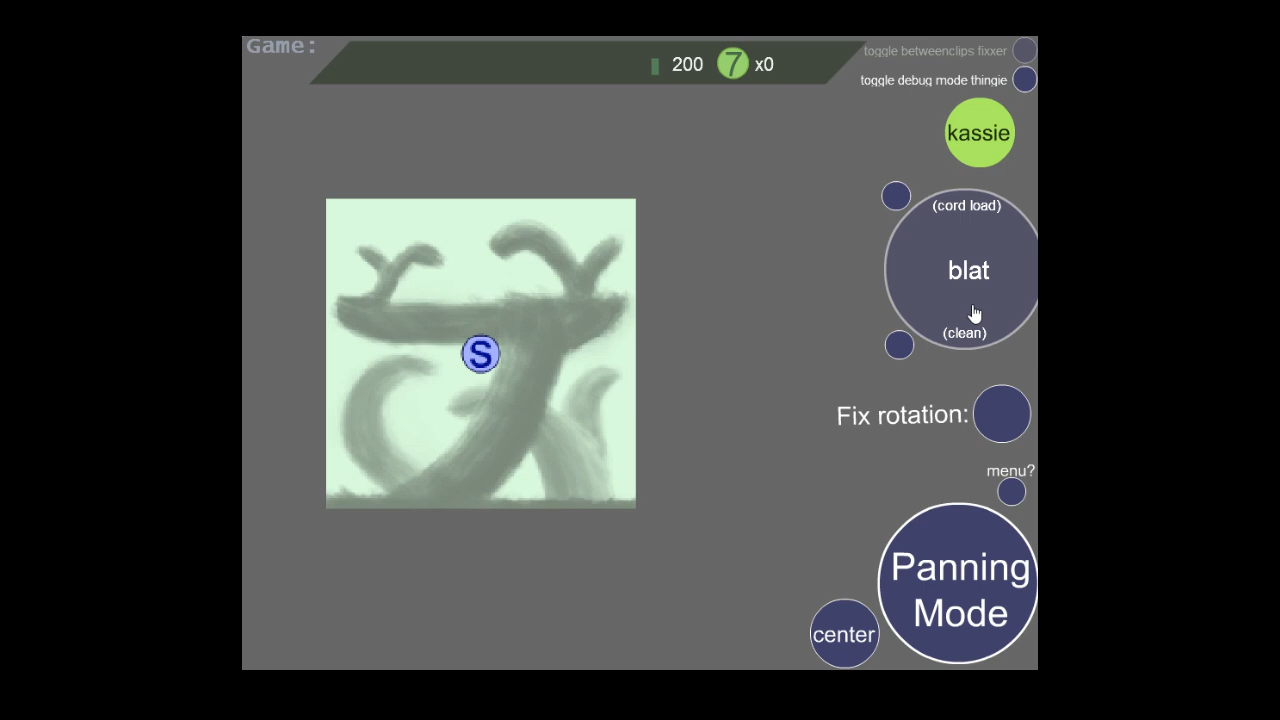 Game:
200 7 x0
toggle betweenclips fixxer
toggle debug mode thingie
kassie
(cord load)
blat
(clean)
S
Fix rotation:
menu?
Panning
Mode
center